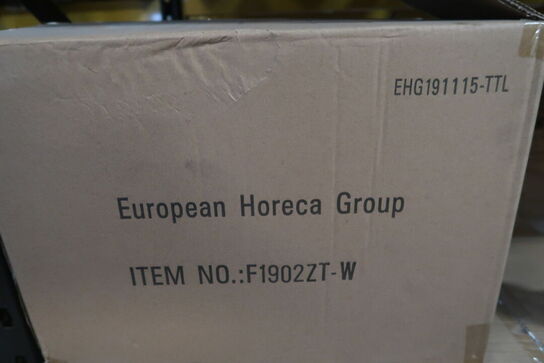 EHG191115-TTL
European Horeca Group
ITEM NO.:F1902ZT-W